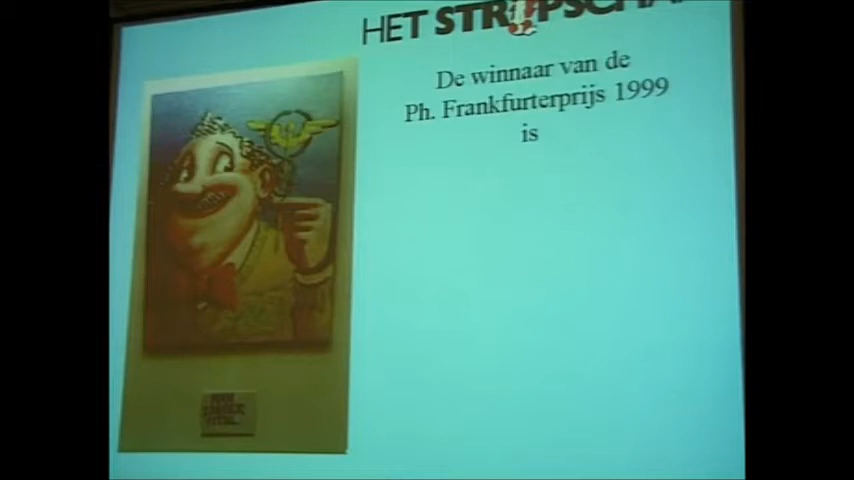 HET STRIPSCHAP
De winnaar van de
Ph. Frankfurterprijs 1999
is